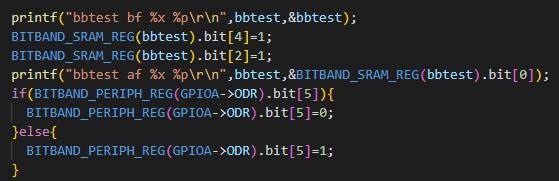 printf("bbtest bf %x %p\r\n",bbtest,&bbtest);
BITBAND_SRAM_REG(bbtest).bit[4]=1;
BITBAND_SRAM_REG(bbtest).bit[2]=1;
printf("bbtest af %x %p\r\n",bbtest,&BITBAND_SRAM_REG(bbtest).bit[0]);
if(BITBAND_PERIPH_REG(GPIOA->ODR).bit[5]){
  BITBAND_PERIPH_REG(GPIOA->ODR).bit[5]=0;
}else{
  BITBAND_PERIPH_REG(GPIOA->ODR).bit[5]=1;
}